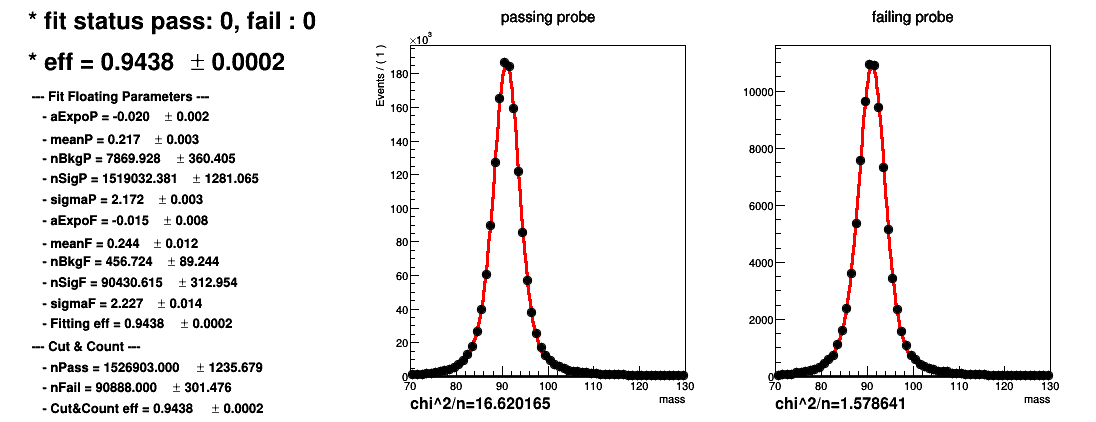 * fit status pass: 0, fail : 0
* eff = 0.9438 ± 0.0002
--- Fit Floating Parameters ---
- aExpoP = -0.020 ± 0.002
- meanP = 0.217 ± 0.003
- nBkgP = 7869.928 ± 360.405
- nSigP = 1519032.381 ± 1281.065
- sigmaP = 2.172 ± 0.003
- aExpoF = -0.015 ± 0.008
- meanF = 0.244 ± 0.012
- nBkgF = 456.724 ± 89.244
- nSigF = 90430.615 ± 312.954
- sigmaF = 2.227 ± 0.014
- Fitting eff = 0.9438 ± 0.0002
--- Cut & Count ---
- nPass = 1526903.000 ± 1235.679
- nFail = 90888.000 ± 301.476
- Cut&Count eff = 0.9438 ± 0.0002
passing probe
×10³
Events / ( 1 )
180
160
140
120
100
80
60
40
20
0
70 80 90 100 110 120 130
mass
chi^2/n=16.620165
failing probe
10000
8000
6000
4000
2000
0
70 80 90 100 110 120 130
mass
chi^2/n=1.578641